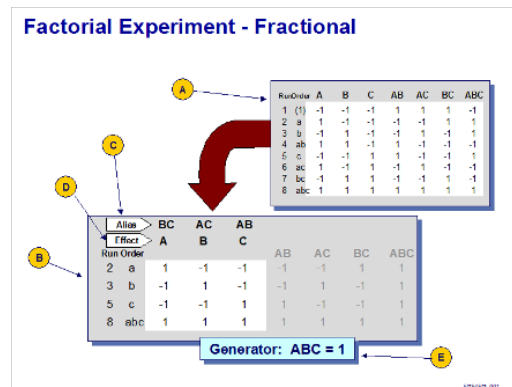 Factorial Experiment - Fractional
A
RunOrder A B C AB AC BC ABC
1 (1) -1 -1 -1 1 1 1 -1
2 a 1 -1 -1 -1 -1 1 1
3 b -1 1 -1 -1 1 -1 1
4 ab 1 1 -1 1 -1 -1 -1
5 c -1 -1 1 1 -1 -1 1
6 ac 1 -1 1 -1 1 -1 -1
7 bc -1 1 1 -1 -1 1 -1
8 abc 1 1 1 1 1 1 1
C
D
Alias BC AC AB
Effect A B C
Run Order AB AC BC ABC
B
2 a 1 -1 -1 -1 -1 1 1
3 b -1 1 -1 -1 1 -1 1
5 c -1 -1 1 1 -1 -1 1
8 abc 1 1 1 1 1 1 1
Generator: ABC = 1
E